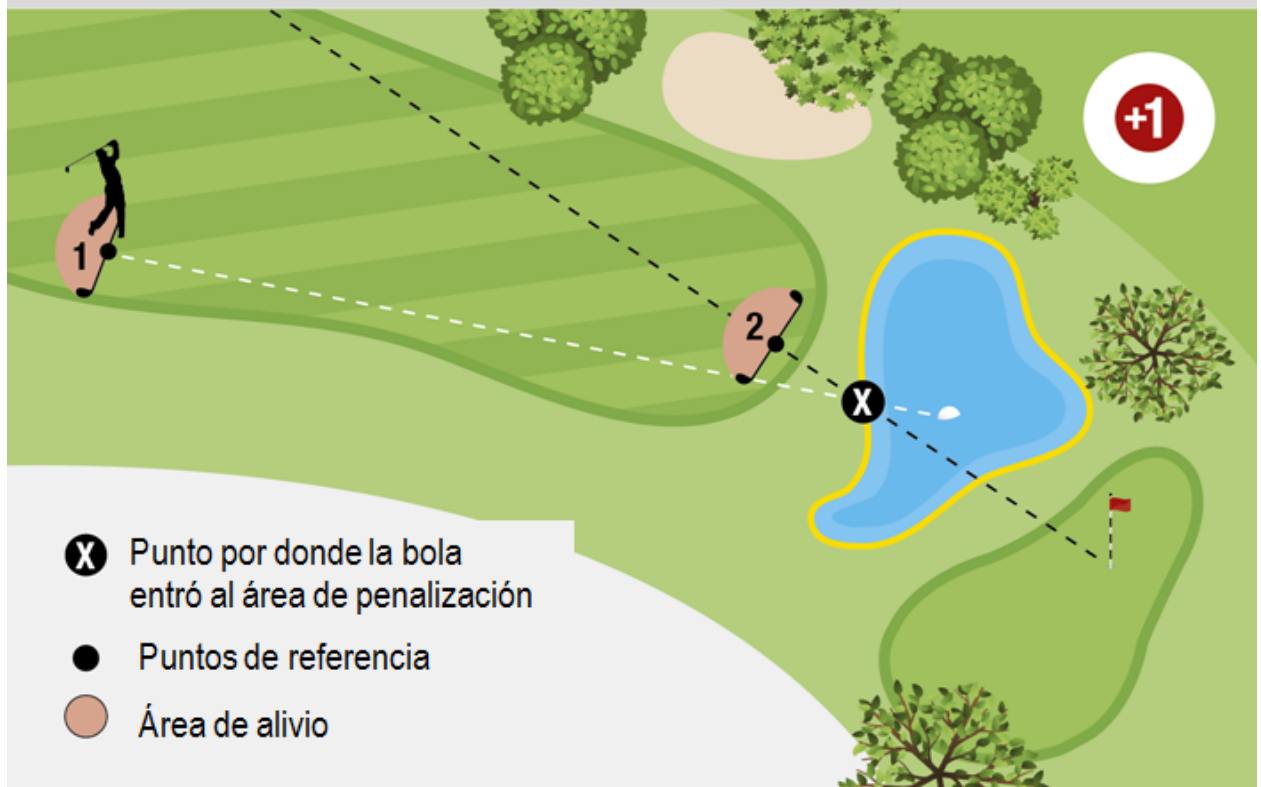 +1
1
2
X
X Punto por donde la bola
entró al área de penalización
Puntos de referencia
Área de alivio